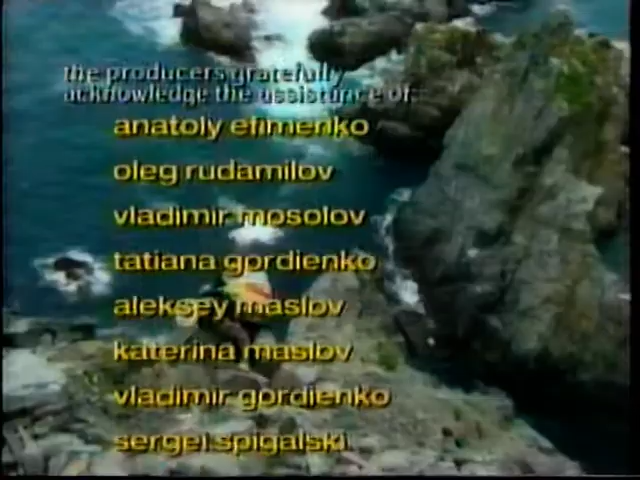 the producers gratefully
acknowledge the assistance of:
anatoly efimenko
oleg rudamilov
vladimir mosolov
tatiana gordienko
aleksey maslov
katerina maslov
vladimir gordienko
sergei spigalski